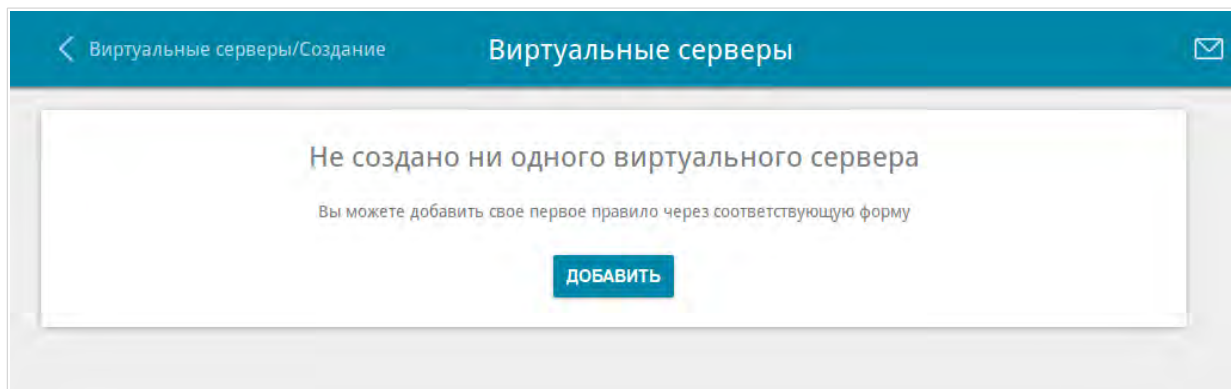 Виртуальные серверы/Создание
Виртуальные серверы
Не создано ни одного виртуального сервера
Вы можете добавить свое первое правило через соответствующую форму
ДОБАВИТЬ